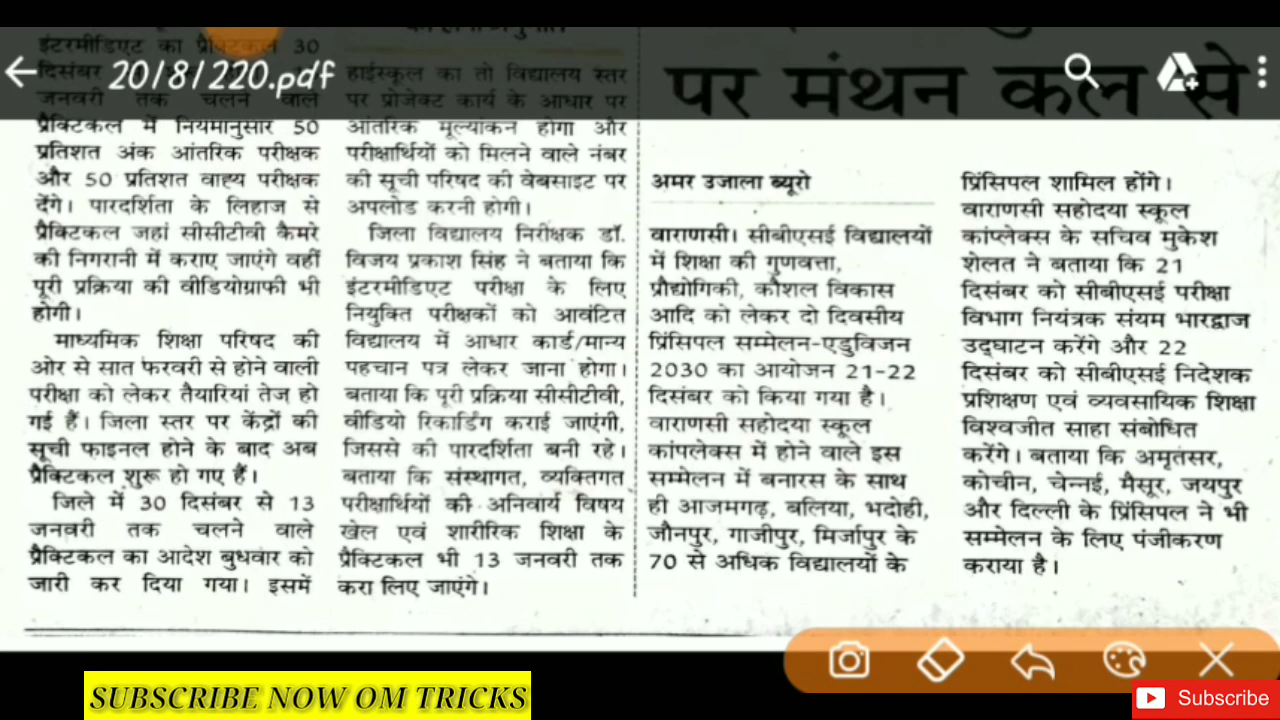 20/8/220.pdf
इंटरमीडिएट का प्रैक्टिकल 30
दिसंबर
जनवरी तक चलने वाले
प्रैक्टिकल में नियमानुसार 50
प्रतिशत अंक आंतरिक परीक्षक
और 50 प्रतिशत वाह्य परीक्षक
देंगे। पारदर्शिता के लिहाज से
प्रैक्टिकल जहां सीसीटीवी कैमरे
की निगरानी में कराए जाएंगे वहीं
पूरी प्रक्रिया की वीडियोग्राफी भी
होगी।
माध्यमिक शिक्षा परिषद की
ओर से सात फरवरी से होने वाली
परीक्षा को लेकर तैयारियां तेज हो
गई हैं। जिला स्तर पर केंद्रों की
सूची फाइनल होने के बाद अब
प्रैक्टिकल शुरू हो गए हैं।
जिले में 30 दिसंबर से 13
जनवरी तक चलने वाले
प्रैक्टिकल का आदेश बुधवार को
जारी कर दिया गया। इसमें
हाईस्कूल का तो विद्यालय स्तर
पर प्रोजेक्ट कार्य के आधार पर
आंतरिक मूल्यांकन होगा और
परीक्षार्थियों को मिलने वाले नंबर
की सूची परिषद की वेबसाइट पर
अपलोड करनी होगी।
जिला विद्यालय निरीक्षक डॉ.
विजय प्रकाश सिंह ने बताया कि
इंटरमीडिएट परीक्षा के लिए
नियुक्ति परीक्षकों को आवंटित
विद्यालय में आधार कार्ड/मान्य
पहचान पत्र लेकर जाना होगा।
बताया कि पूरी प्रक्रिया सीसीटीवी,
वीडियो रिकार्डिंग कराई जाएंगी,
जिससे की पारदर्शिता बनी रहे।
बताया कि संस्थागत, व्यक्तिगत
परीक्षार्थियों की अनिवार्य विषय
खेल एवं शारीरिक शिक्षा के
प्रैक्टिकल भी 13 जनवरी तक
करा लिए जाएंगे।
पर मंथन कल से
अमर उजाला ब्यूरो
वाराणसी। सीबीएसई विद्यालयों
में शिक्षा की गुणवत्ता,
प्रौद्योगिकी, कौशल विकास
आदि को लेकर दो दिवसीय
प्रिंसिपल सम्मेलन-एडुविजन
2030 का आयोजन 21-22
दिसंबर को किया गया है।
वाराणसी सहोदया स्कूल
कांपलेक्स में होने वाले इस
सम्मेलन में बनारस के साथ
ही आजमगढ़, बलिया, भदोही,
जौनपुर, गाजीपुर, मिर्जापुर के
70 से अधिक विद्यालयों के
प्रिंसिपल शामिल होंगे।
वाराणसी सहोदया स्कूल
कांप्लेक्स के सचिव मुकेश
शेलत ने बताया कि 21
दिसंबर को सीबीएसई परीक्षा
विभाग नियंत्रक संयम भारद्वाज
उद्घाटन करेंगे और 22
दिसंबर को सीबीएसई निदेशक
प्रशिक्षण एवं व्यवसायिक शिक्षा
विश्वजीत साहा संबोधित
करेंगे। बताया कि अमृतसर,
कोचीन, चेन्नई, मैसूर, जयपुर
और दिल्ली के प्रिंसिपल ने भी
सम्मेलन के लिए पंजीकरण
कराया है।
SUBSCRIBE NOW OM TRICKS
Subscribe